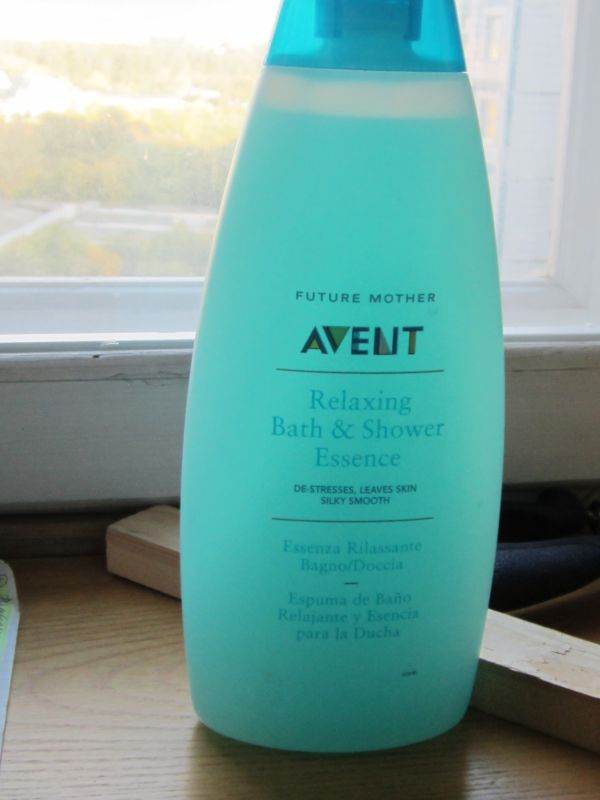 FUTURE MOTHER
AVENT
Relaxing
Bath & Shower
Essence
DE-STRESSES, LEAVES SKIN
SILKY SMOOTH
Essenza Rilassante
Bagno/Doccia
Espuma de Baño
Relajante y Esencia
para la Ducha